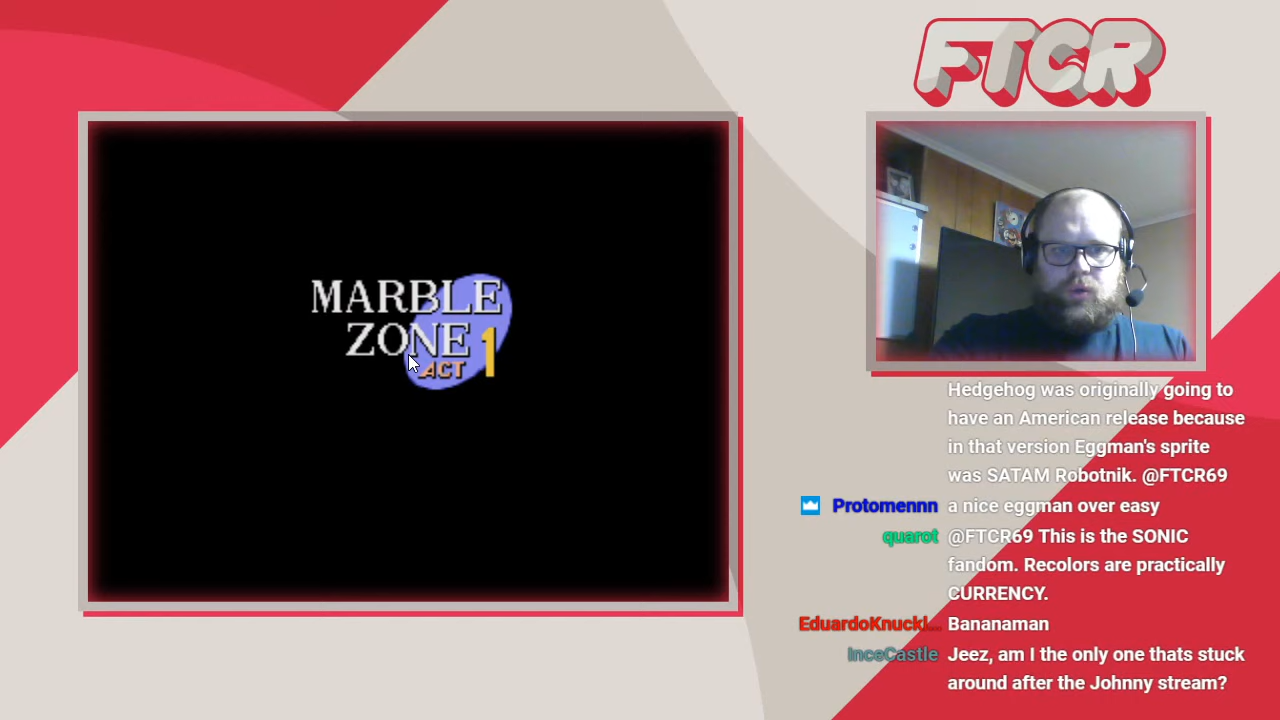 FTCR
MARBLE
ZONE
ACT 1
Hedgehog was originally going to
have an American release because
in that version Eggman's sprite
was SATAM Robotnik. @FTCR69
Protomennn a nice eggman over easy
quarot @FTCR69 This is the SONIC
fandom. Recolors are practically
CURRENCY.
EduardoKnuckl... Bananaman
InceCastle Jeez, am I the only one thats stuck
around after the Johnny stream?